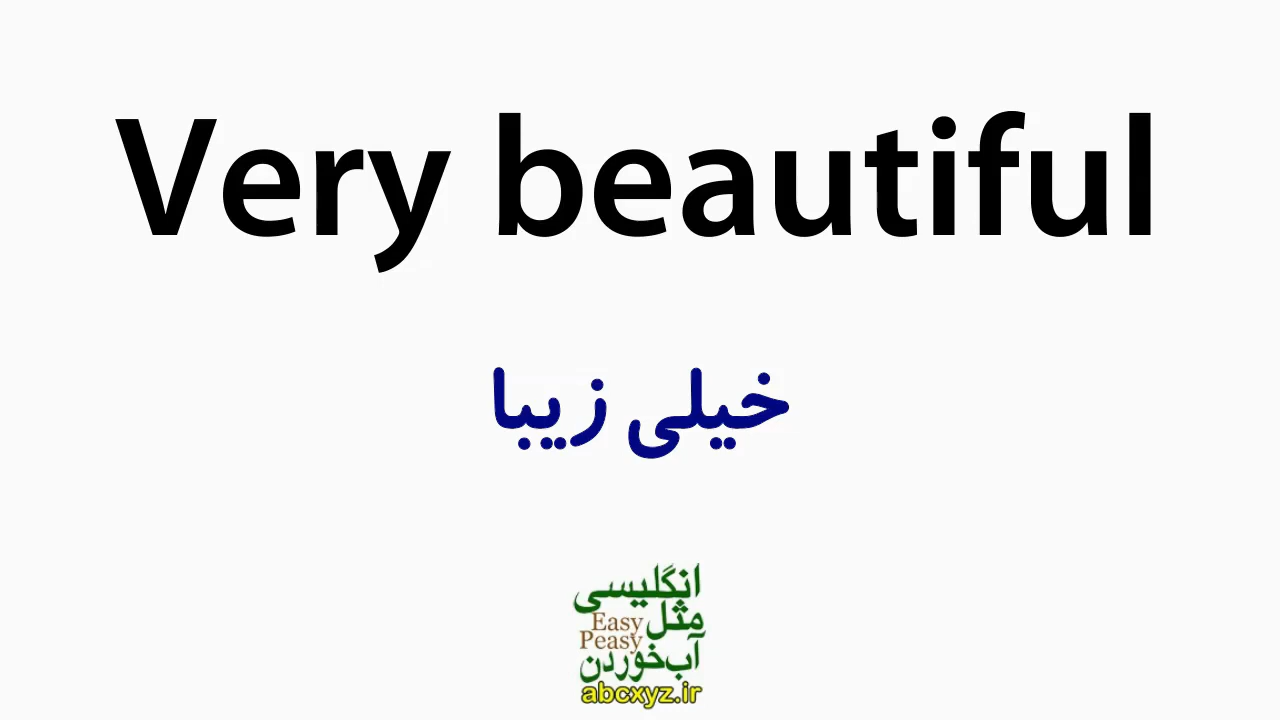 Very beautiful
خیلی زیبا
انگلیسی
مثل Easy
Peasy
آب‌خوردن
abcxyz.ir